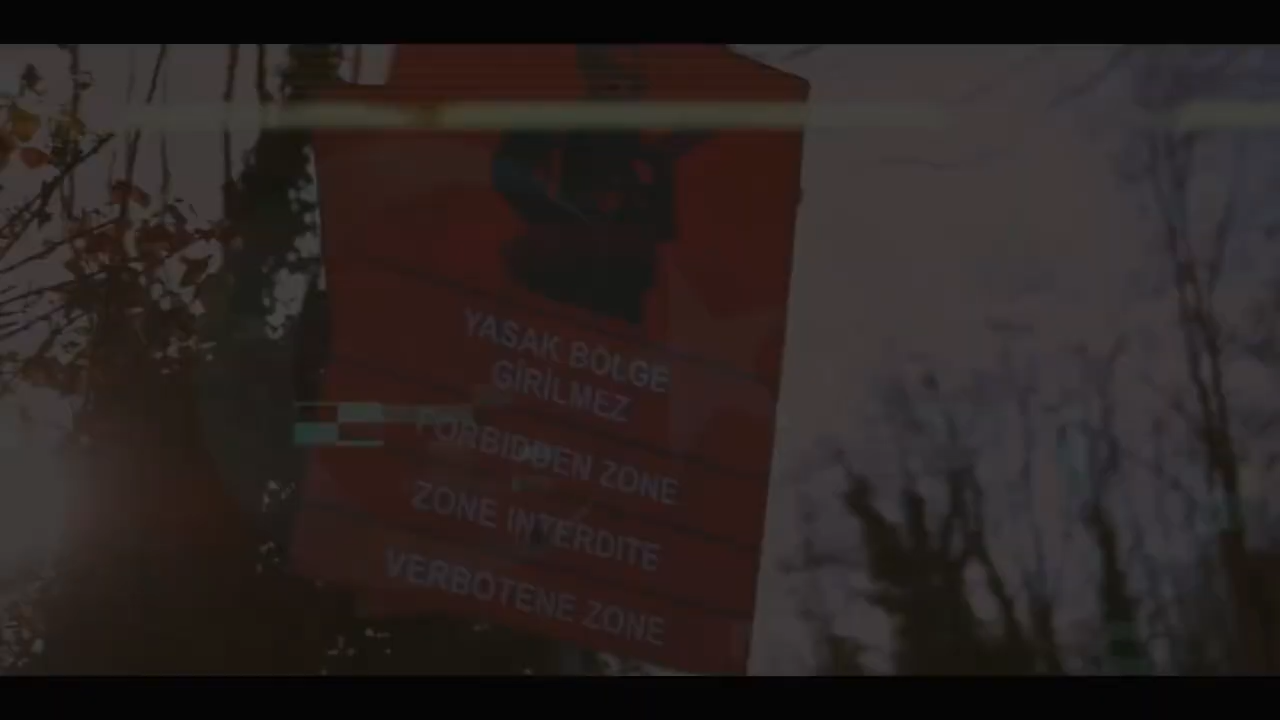 YASAK BÖLGE
GİRİLMEZ
FORBIDDEN ZONE
ZONE INTERDITE
VERBOTENE ZONE